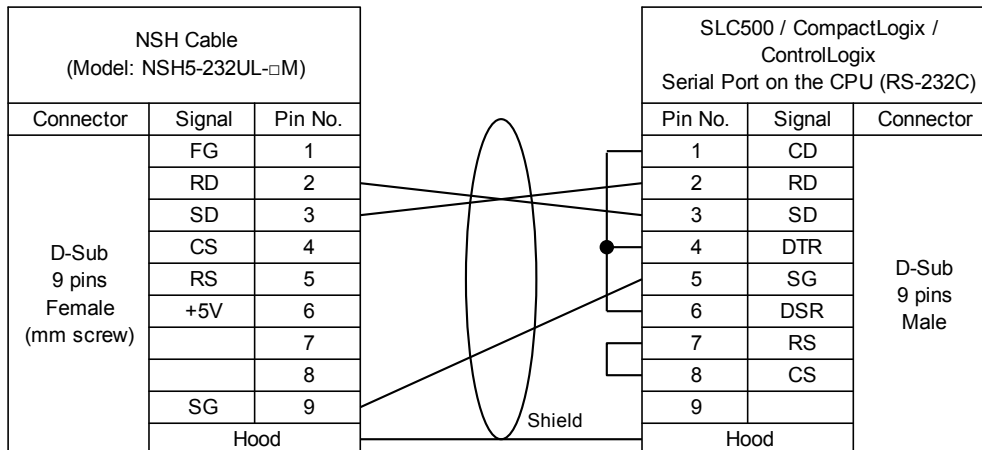 NSH Cable
(Model: NSH5-232UL-□M)
SLC500 / CompactLogix /
ControlLogix
Serial Port on the CPU (RS-232C)
Connector Signal Pin No.
Pin No. Signal Connector
FG 1
1 CD
RD 2
2 RD
SD 3
3 SD
CS 4
4 DTR
RS 5
5 SG
+5V 6
6 DSR
7
7 RS
8
8 CS
SG 9
9
Hood
Hood
D-Sub
9 pins
Female
(mm screw)
Shield
D-Sub
9 pins
Male